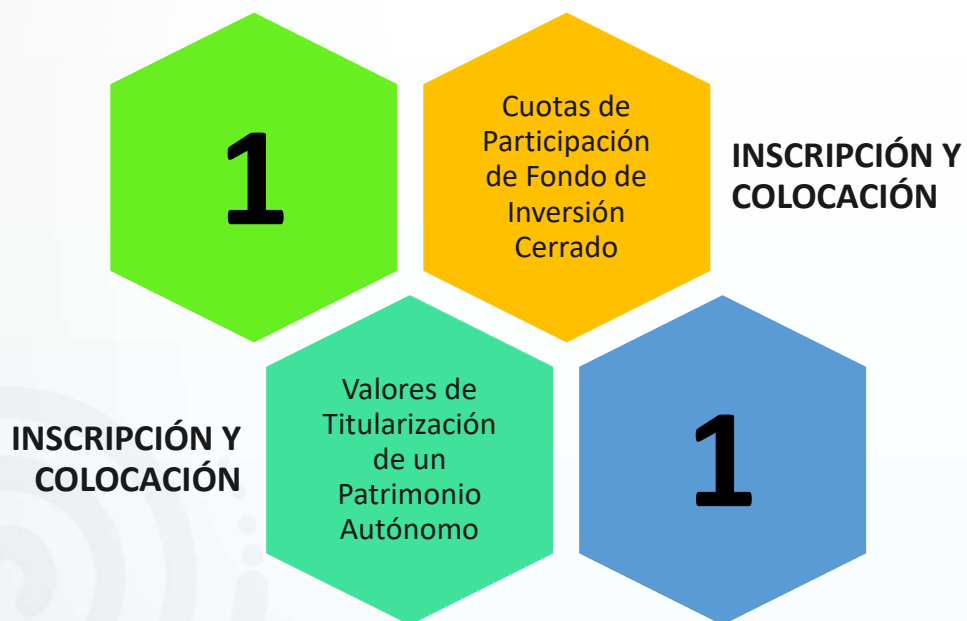 1
Cuotas de
Participación
de Fondo de
Inversión
Cerrado
INSCRIPCIÓN Y
COLOCACIÓN
INSCRIPCIÓN Y
COLOCACIÓN
Valores de
Titularización
de un
Patrimonio
Autónomo
1